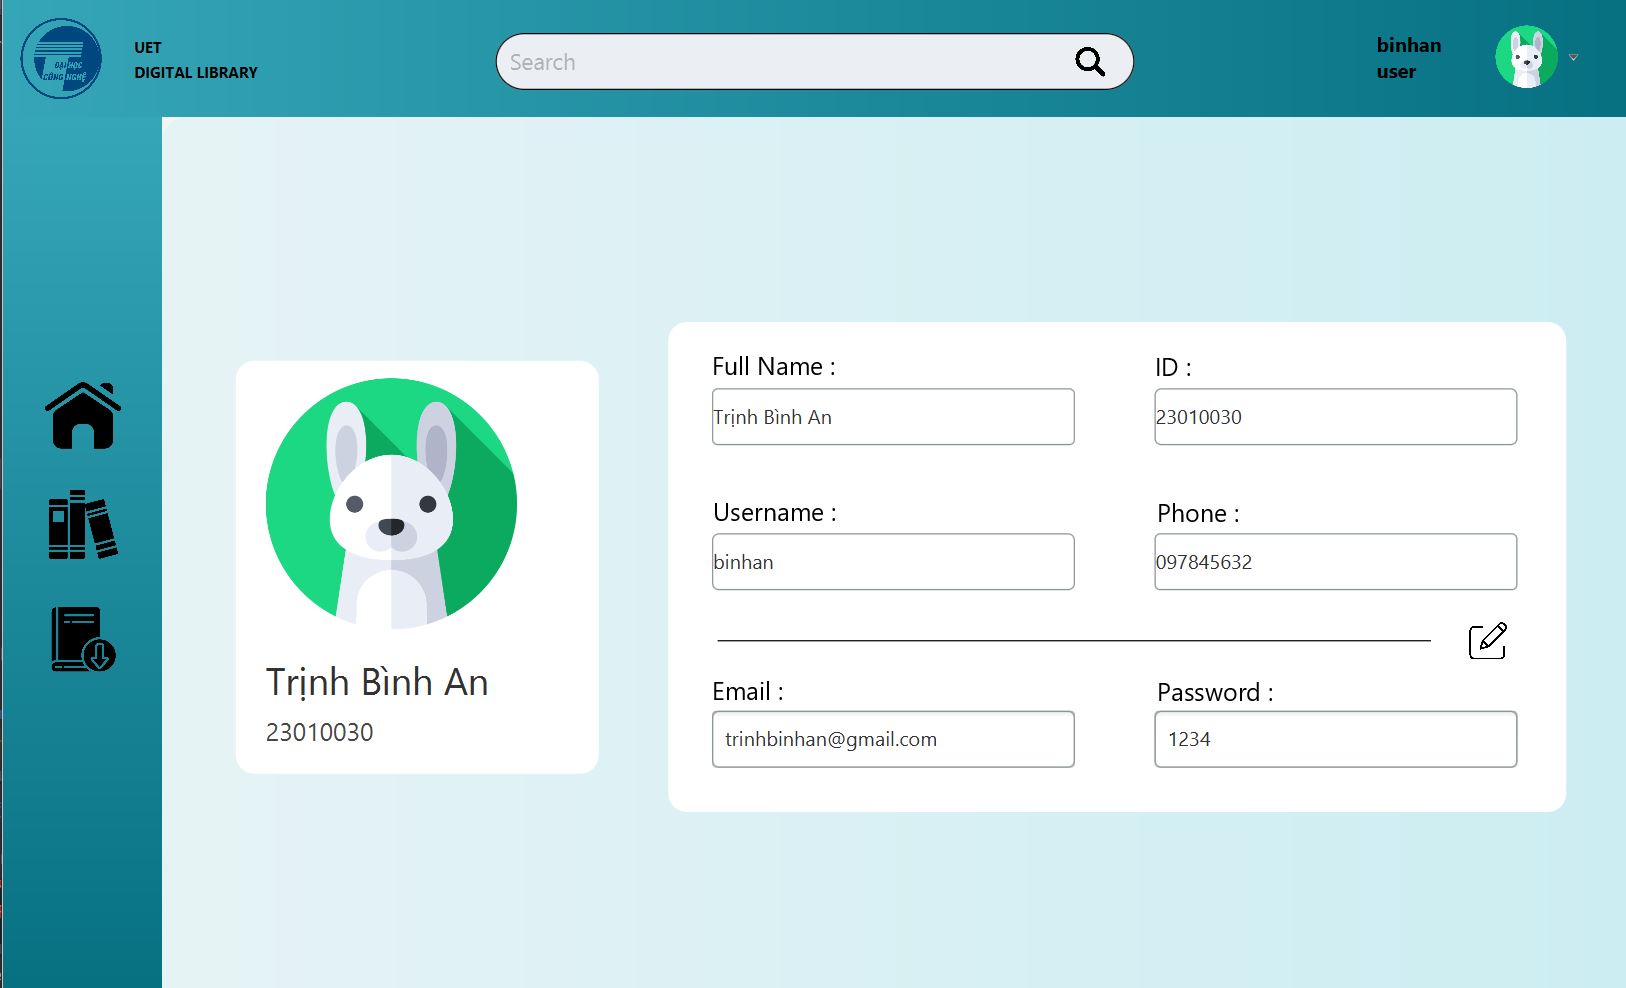 ĐẠI HỌC
CÔNG NGHỆ
UET
DIGITAL LIBRARY
Search
binhan
user
Trịnh Bình An
23010030
Full Name :
Trịnh Bình An
ID :
23010030
Username :
binhan
Phone :
097845632
Email :
trinhbinhan@gmail.com
Password :
1234